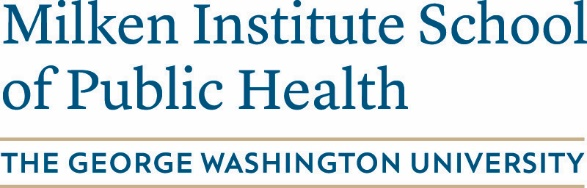 Milken Institute School
of Public Health
THE GEORGE WASHINGTON UNIVERSITY